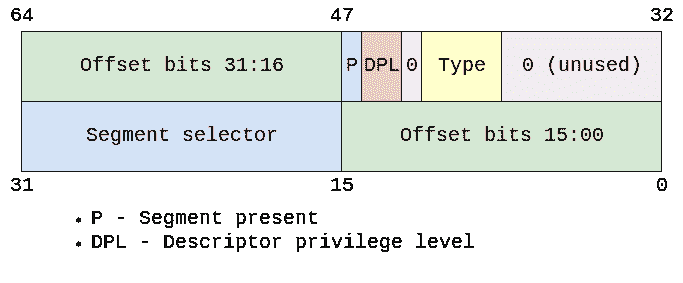 64 47 32
Offset bits 31:16 P DPL 0 Type 0 (unused)
Segment selector Offset bits 15:00
31 15 0
• P - Segment present
• DPL - Descriptor privilege level